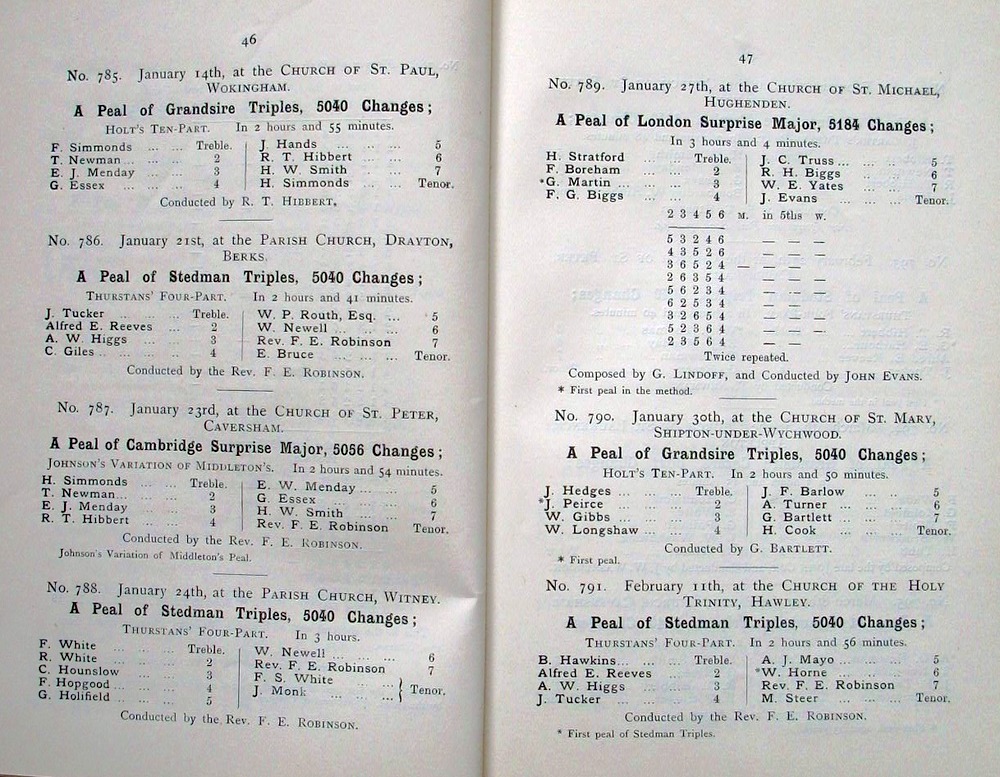 46
No. 785. January 14th, at the Church of St. Paul,
Wokingham.
A Peal of Grandsire Triples, 5040 Changes;
Holt's Ten-Part. In 2 hours and 55 minutes.
F. Simmonds ... ... Treble. J. Hands ... ... ... 5
T. Newman ... ... ... 2 R. T. Hibbert ... ... 6
E. J. Menday ... ... 3 H. W. Smith ... ... 7
G. Essex ... ... ... 4 H. Simmonds ... ... Tenor.
Conducted by R. T. Hibbert.
No. 786. January 21st, at the Parish Church, Drayton,
Berks.
A Peal of Stedman Triples, 5040 Changes;
Thurstans' Four-Part. In 2 hours and 41 minutes.
J. Tucker ... ... ... Treble. W. P. Routh, Esq. ... 5
Alfred E. Reeves ... 2 W. Newell ... ... ... 6
A. W. Higgs ... ... 3 Rev. F. E. Robinson 7
C. Giles ... ... ... 4 E. Bruce ... ... ... Tenor.
Conducted by the Rev. F. E. Robinson.
No. 787. January 23rd, at the Church of St. Peter,
Caversham.
A Peal of Cambridge Surprise Major, 5056 Changes;
Johnson's Variation of Middleton's. In 2 hours and 54 minutes.
H. Simmonds ... ... Treble. E. W. Menday ... ... 5
T. Newman ... ... ... 2 G. Essex ... ... ... 6
E. J. Menday ... ... 3 H. W. Smith ... ... 7
R. T. Hibbert ... ... 4 Rev. F. E. Robinson Tenor.
Conducted by the Rev. F. E. Robinson.
Johnson's Variation of Middleton's Peal.
No. 788. January 24th, at the Parish Church, Witney.
A Peal of Stedman Triples, 5040 Changes;
Thurstans' Four-Part. In 3 hours.
F. White ... ... ... Treble. W. Newell ... ... ... 6
R. White ... ... ... 2 Rev. F. E. Robinson 7
C. Hounslow ... ... 3 F. S. White ... ... } Tenor.
F. Hopgood ... ... ... 4 J. Monk ... ... ...
G. Holifield ... ... ... 5
Conducted by the Rev. F. E. Robinson.
47
No. 789. January 27th, at the Church of St. Michael,
Hughenden.
A Peal of London Surprise Major, 5184 Changes;
In 3 hours and 4 minutes.
H. Stratford ... ... Treble. J. C. Truss ... ... ... 5
F. Boreham ... ... 2 R. H. Biggs ... ... 6
*G. Martin ... ... ... 3 W. E. Yates ... ... 7
F. G. Biggs ... ... 4 J. Evans ... ... ... Tenor.
2 3 4 5 6 M. in 5ths W.
5 3 2 4 6 — — —
4 3 5 2 6 — —
3 6 5 2 4 — — —
2 6 3 5 4 — —
5 6 2 3 4 — —
6 2 5 3 4 — —
3 2 6 5 4 — —
5 2 3 6 4 — — —
2 3 5 6 4 — —
Twice repeated.
Composed by G. Lindoff, and Conducted by John Evans.
* First peal in the method.
No. 790. January 30th, at the Church of St. Mary,
Shipton-under-Wychwood.
A Peal of Grandsire Triples, 5040 Changes;
Holt's Ten-Part. In 2 hours and 50 minutes.
J. Hedges ... ... ... Treble. J. F. Barlow ... ... 5
*J. Peirce ... ... ... 2 A. Turner ... ... ... 6
W. Gibbs ... ... ... 3 G. Bartlett ... ... 7
W. Longshaw ... ... 4 H. Cook ... ... ... Tenor.
Conducted by G. Bartlett.
* First peal.
No. 791. February 11th, at the Church of the Holy
Trinity, Hawley.
A Peal of Stedman Triples, 5040 Changes;
Thurstans' Four-Part. In 2 hours and 56 minutes.
B. Hawkins ... ... Treble. A. J. Mayo ... ... 5
Alfred E. Reeves ... 2 *W. Horne ... ... ... 6
A. W. Higgs ... ... 3 Rev. F. E. Robinson 7
J. Tucker ... ... ... 4 M. Steer ... ... ... Tenor.
Conducted by the Rev. F. E. Robinson.
* First peal of Stedman Triples.